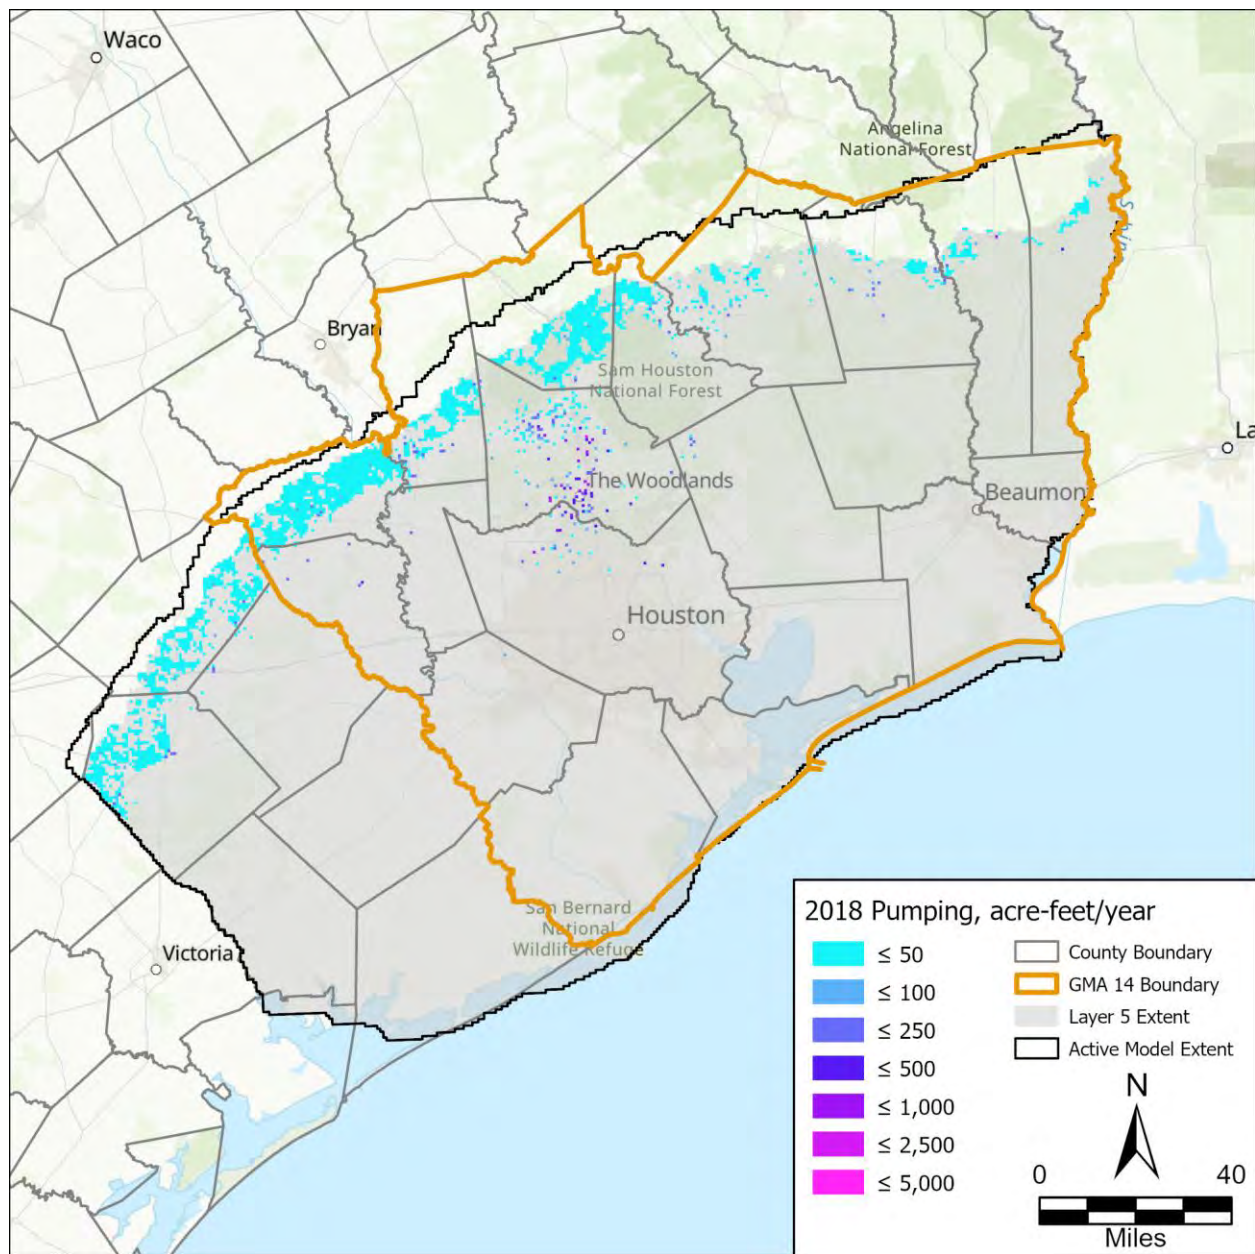 Waco
Angelina
National Forest
Bryan
Sam Houston
National Forest
La
The Woodlands
Beaumon
Houston
San Bernard
National
Wildlife Refuge
Victoria
2018 Pumping, acre-feet/year
≤ 50
≤ 100
≤ 250
≤ 500
≤ 1,000
≤ 2,500
≤ 5,000
County Boundary
GMA 14 Boundary
Layer 5 Extent
Active Model Extent
N
0 40
Miles